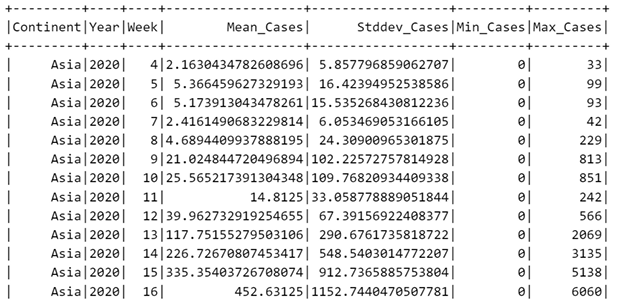 +---------+----+----+------------------+------------------+---------+---------+
|Continent|Year|Week|        Mean_Cases|      Stddev_Cases|Min_Cases|Max_Cases|
+---------+----+----+------------------+------------------+---------+---------+
|     Asia|2020|   4|2.1630434782608696| 5.857796859062707|        0|       33|
|     Asia|2020|   5| 5.366459627329193| 16.42394952538586|        0|       99|
|     Asia|2020|   6| 5.173913043478261|15.535268430812236|        0|       93|
|     Asia|2020|   7|2.4161490683229814| 6.053469053166105|        0|       42|
|     Asia|2020|   8|4.6894409937888195| 24.30900965301875|        0|      229|
|     Asia|2020|   9|21.024844720496894|102.22572757814928|        0|      813|
|     Asia|2020|  10|25.565217391304348|109.76820934409338|        0|      851|
|     Asia|2020|  11|           14.8125|33.058778889051844|        0|      242|
|     Asia|2020|  12|39.962732919254655| 67.39156922408377|        0|      566|
|     Asia|2020|  13|117.75155279503106| 290.6761735818722|        0|     2069|
|     Asia|2020|  14|226.72670807453417| 548.5403014772207|        0|     3135|
|     Asia|2020|  15|335.35403726708074| 912.7365885753804|        0|     5138|
|     Asia|2020|  16|         452.63125|1152.7440470507781|        0|     6060|